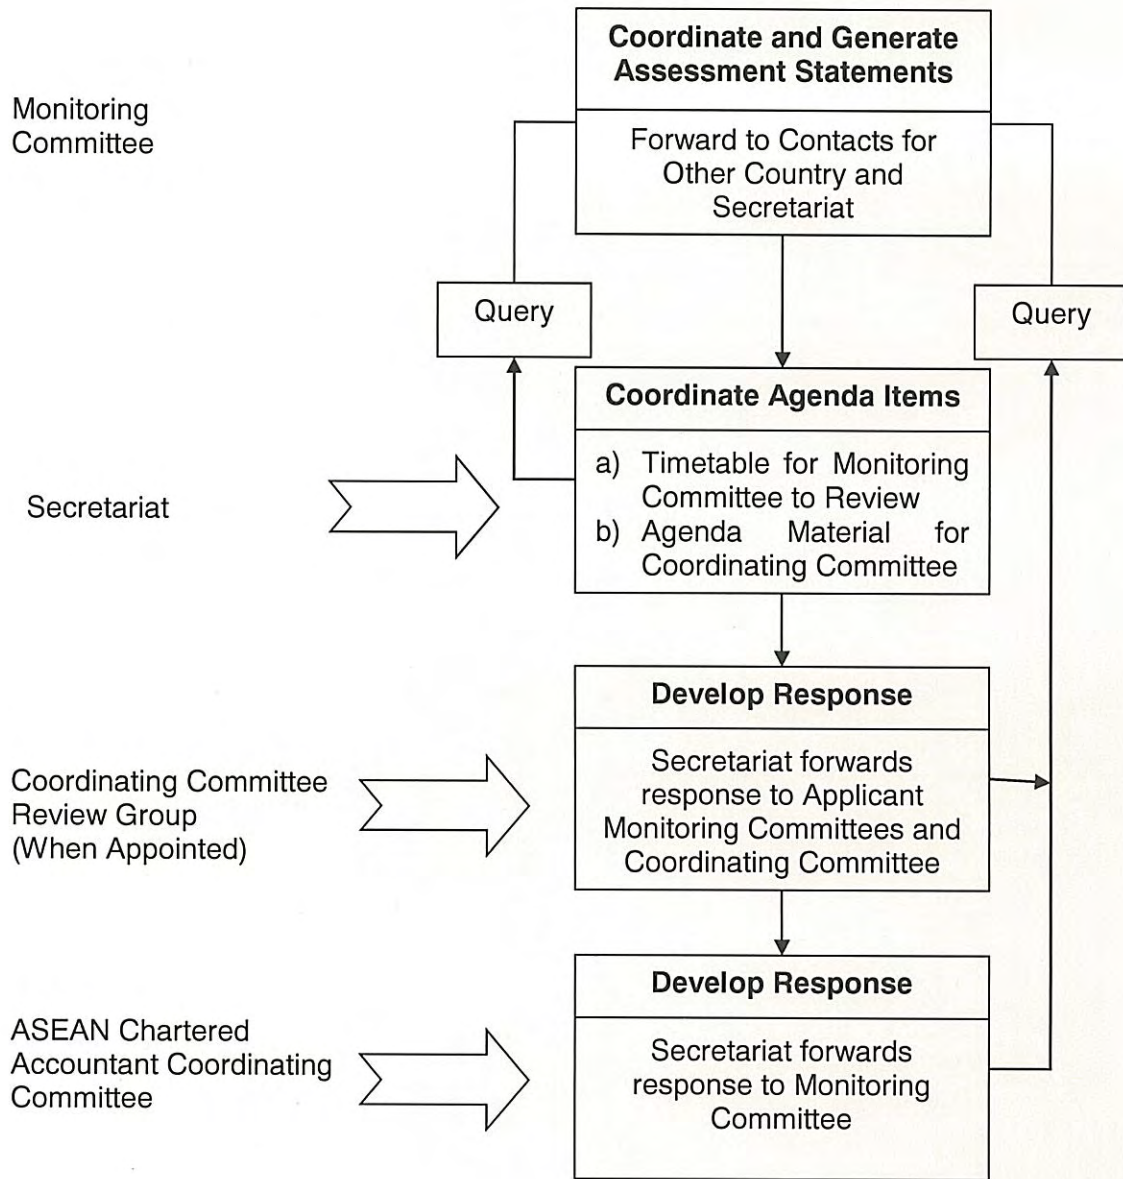 Coordinate and Generate
Assessment Statements
Monitoring
Committee
Forward to Contacts for
Other Country and
Secretariat
Query
Query
Coordinate Agenda Items
a) Timetable for Monitoring
Committee to Review
b) Agenda Material for
Coordinating Committee
Secretariat
Develop Response
Secretariat forwards
response to Applicant
Monitoring Committees and
Coordinating Committee
Coordinating Committee
Review Group
(When Appointed)
Develop Response
Secretariat forwards
response to Monitoring
Committee
ASEAN Chartered
Accountant Coordinating
Committee